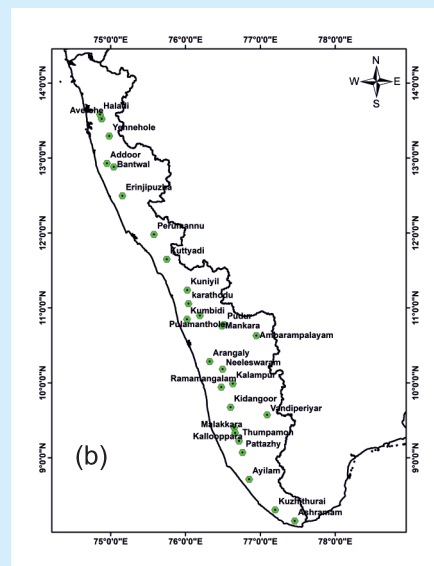 75°0'0"E 76°0'0"E 77°0'0"E 78°0'0"E
N
W E
S
14°0'0"N 14°0'0"N
Haladi
Avershe
Yennehole
13°0'0"N 13°0'0"N
Addoor
Bantwal
Erinjipuzha
12°0'0"N 12°0'0"N
Perumannu
Kuttyadi
Kuniyil
karathodu
11°0'0"N 11°0'0"N
Kumbidi Pudur
Pulamanthole Mankara
Ambarampalayam
Arangaly
Neeleswaram
10°0'0"N 10°0'0"N
Ramamangalam Kalampur
Kidangoor
Vandiperiyar
Malakkara
Thumpamon
Kallooppara
Pattazhy
9°0'0"N 9°0'0"N
(b)
Ayilam
Kuzhithurai
Ashramam
75°0'0"E 76°0'0"E 77°0'0"E 78°0'0"E